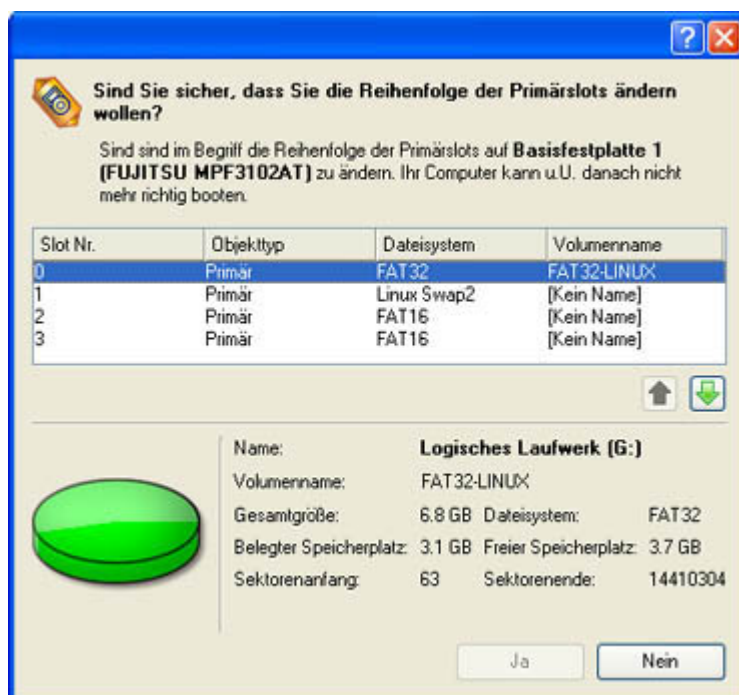 Sind Sie sicher, dass Sie die Reihenfolge der Primärslots ändern
wollen?
Sind sind im Begriff die Reihenfolge der Primärslots auf Basisfestplatte 1
(FUJITSU MPF3102AT) zu ändern. Ihr Computer kann u.U. danach nicht
mehr richtig booten.
Slot Nr. Objekttyp Dateisystem Volumenname
0 Primär FAT32 FAT32-LINUX
1 Primär Linux Swap2 [Kein Name]
2 Primär FAT16 [Kein Name]
3 Primär FAT16 [Kein Name]
Name: Logisches Laufwerk (G:)
Volumenname: FAT32-LINUX
Gesamtgröße: 6.8 GB Dateisystem: FAT32
Belegter Speicherplatz: 3.1 GB Freier Speicherplatz: 3.7 GB
Sektorenanfang: 63 Sektorenende: 14410304
Ja Nein